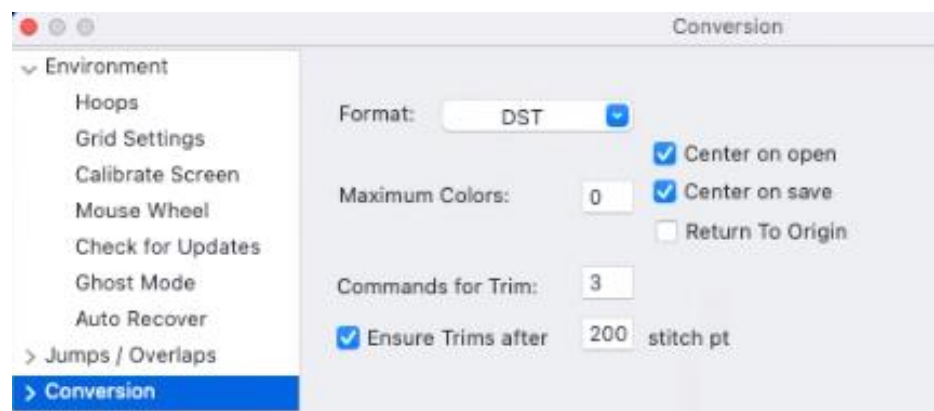 Conversion
Environment
Hoops
Grid Settings
Calibrate Screen
Mouse Wheel
Check for Updates
Ghost Mode
Auto Recover
Jumps / Overlaps
Conversion
Format: DST
Center on open
Maximum Colors: 0
Center on save
Return To Origin
Commands for Trim: 3
Ensure Trims after 200 stitch pt